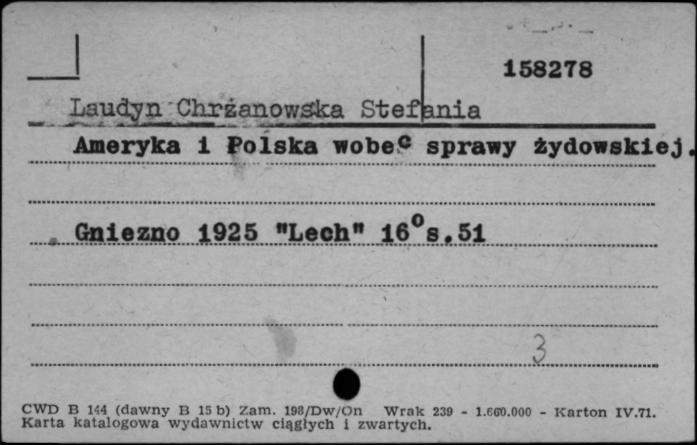 158278
Laudyn Chrżanowska Stefania
Ameryka i Polska wobec sprawy żydowskiej.
Gniezno 1925 "Lech" 16° s.51
3
CWD B 144 (dawny B 15 b) Zam. 198/Dw/On Wrak 239 - 1.660.000 - Karton IV.71.
Karta katalogowa wydawnictw ciągłych i zwartych.